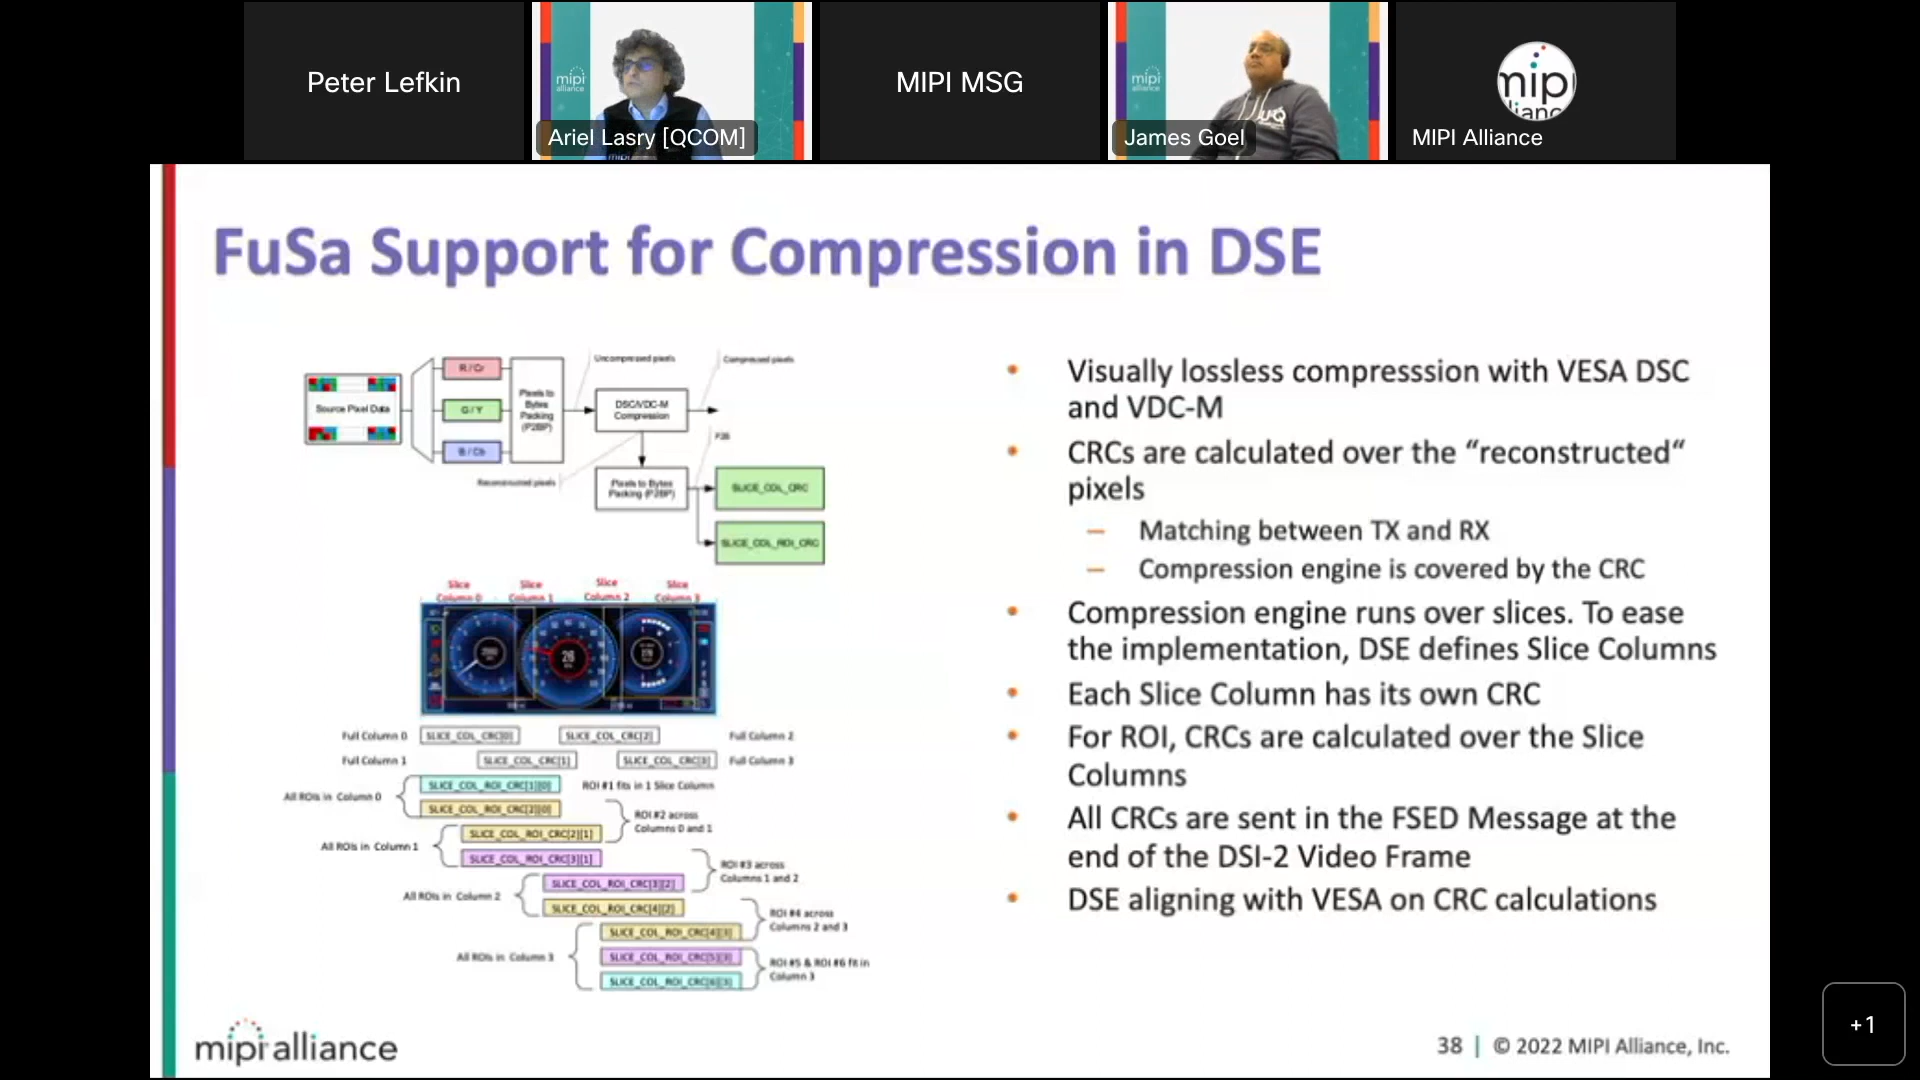 Peter Lefkin
mipi
alliance
Ariel Lasry [QCOM]
MIPI MSG
mipi
alliance
James Goel
mipi
MIPI Alliance
FuSa Support for Compression in DSE
Source Pixel Data
R / Cr
G / Y
B / Cb
Pixels to
Bytes
Packing
(P2BP)
Uncompressed pixels
Compressed pixels
DSC/VDC-M
Compression
Reconstructed pixels
Pixels to Bytes
Packing (P2BP)
SLICE_COL_CRC
SLICE_COL_ROI_CRC
Slice
Column 0
Slice
Column 1
Slice
Column 2
Slice
Column 3
26
Full Column 0 SLICE_COL_CRC[0] SLICE_COL_CRC[2] Full Column 2
Full Column 1 SLICE_COL_CRC[1] SLICE_COL_CRC[3] Full Column 3
All ROIs in Column 0
SLICE_COL_ROI_CRC[1][0] ROI #1 fits in 1 Slice Column
SLICE_COL_ROI_CRC[2][0]
ROI #2 across
Columns 0 and 1
All ROIs in Column 1
SLICE_COL_ROI_CRC[2][1]
SLICE_COL_ROI_CRC[3][1]
ROI #3 across
Columns 1 and 2
All ROIs in Column 2
SLICE_COL_ROI_CRC[3][2]
SLICE_COL_ROI_CRC[4][2]
ROI #4 across
Columns 2 and 3
All ROIs in Column 3
SLICE_COL_ROI_CRC[4][3]
SLICE_COL_ROI_CRC[5][3]
SLICE_COL_ROI_CRC[6][3]
ROI #5 & ROI #6 fit in
Column 3
• Visually lossless compresssion with VESA DSC
and VDC-M
• CRCs are calculated over the “reconstructed“
pixels
– Matching between TX and RX
– Compression engine is covered by the CRC
• Compression engine runs over slices. To ease
the implementation, DSE defines Slice Columns
• Each Slice Column has its own CRC
• For ROI, CRCs are calculated over the Slice
Columns
• All CRCs are sent in the FSED Message at the
end of the DSI-2 Video Frame
• DSE aligning with VESA on CRC calculations
mipi alliance
38 | © 2022 MIPI Alliance, Inc.
+1